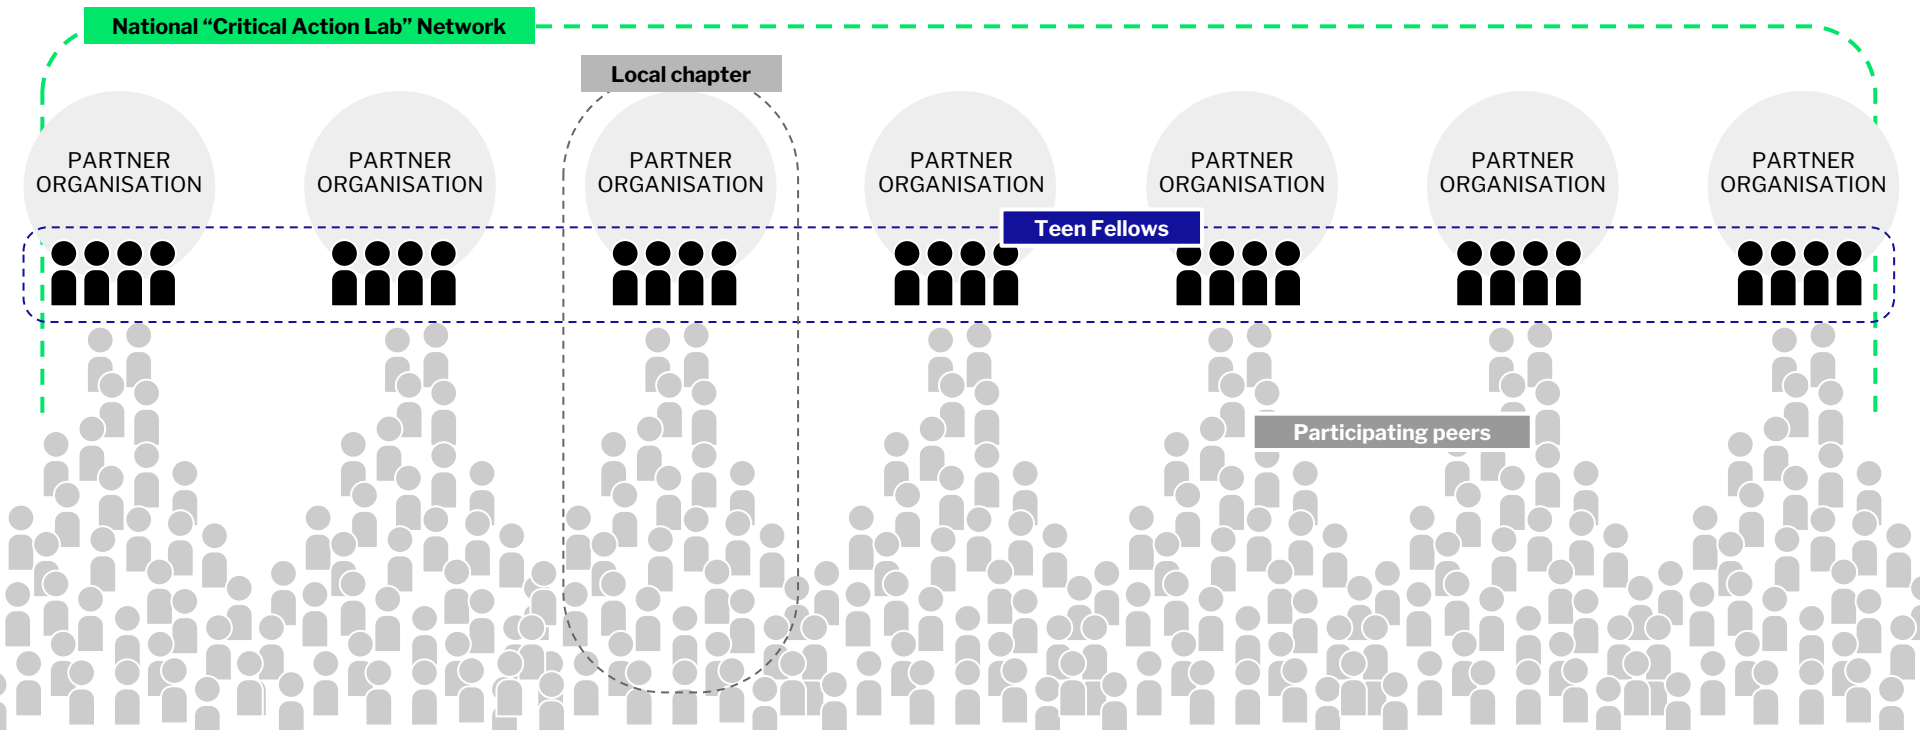 National “Critical Action Lab” Network
Local chapter
PARTNER
ORGANISATION
PARTNER
ORGANISATION
PARTNER
ORGANISATION
PARTNER
ORGANISATION
PARTNER
ORGANISATION
PARTNER
ORGANISATION
PARTNER
ORGANISATION
Teen Fellows
Participating peers